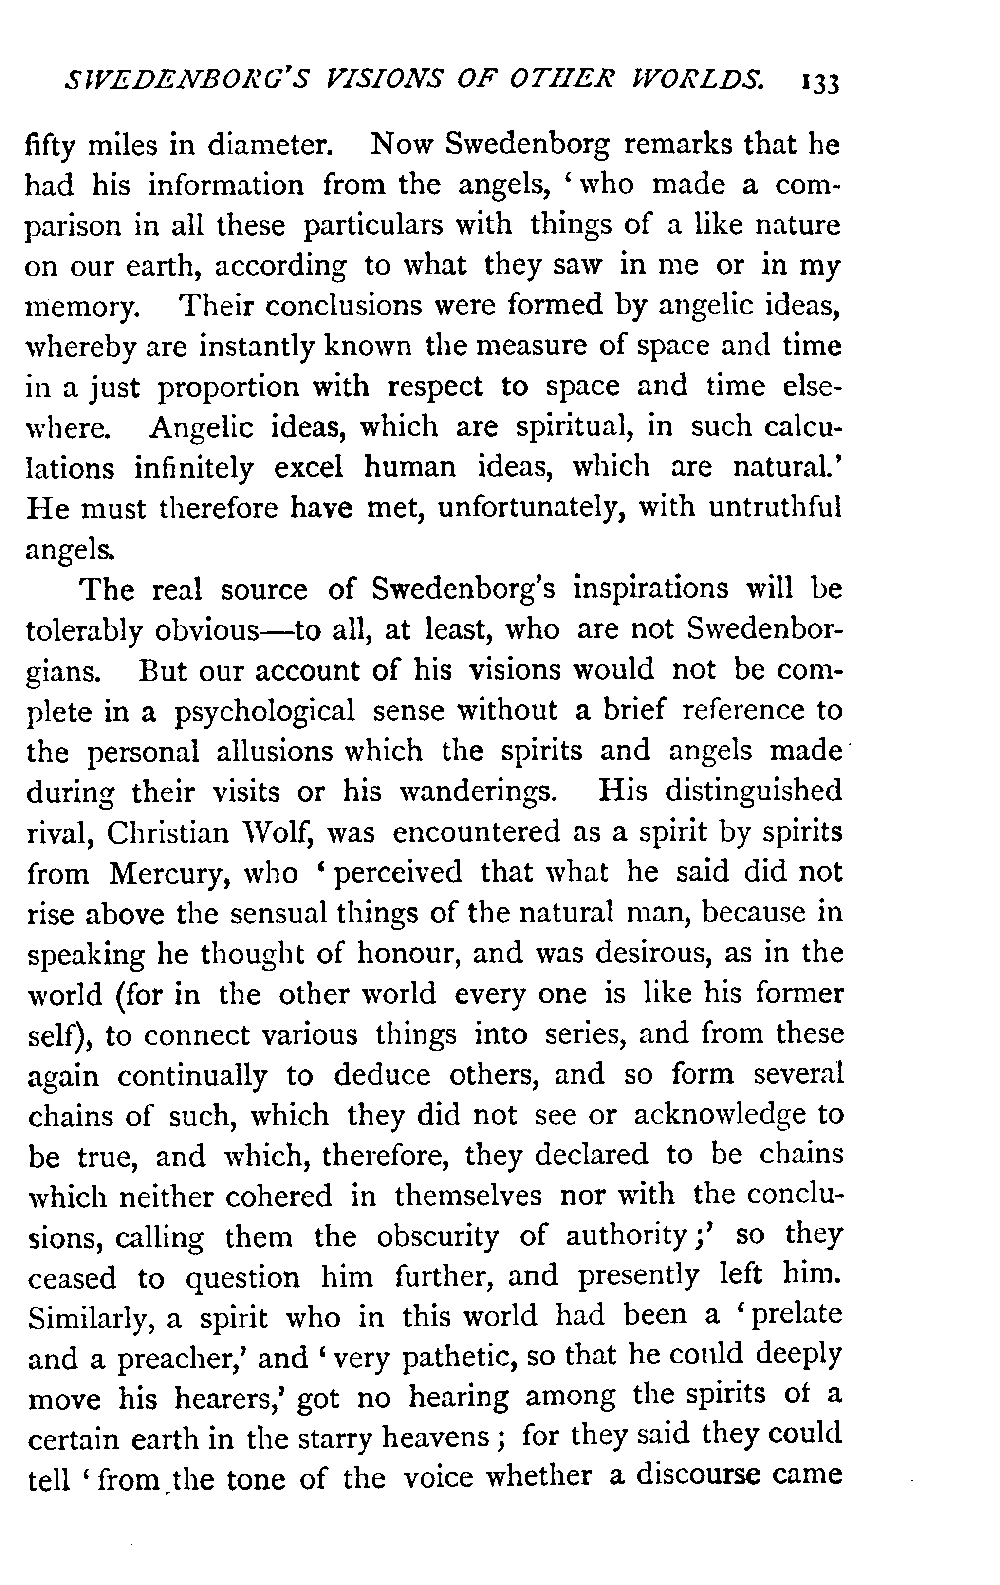 SWEDENBORG'S VISIONS OF OTHER WORLDS. 133
fifty miles in diameter. Now Swedenborg remarks that he
had his information from the angels, ‘ who made a com-
parison in all these particulars with things of a like nature
on our earth, according to what they saw in me or in my
memory. Their conclusions were formed by angelic ideas,
whereby are instantly known the measure of space and time
in a just proportion with respect to space and time else-
where. Angelic ideas, which are spiritual, in such calcu-
lations infinitely excel human ideas, which are natural.’
He must therefore have met, unfortunately, with untruthful
angels.
The real source of Swedenborg's inspirations will be
tolerably obvious—to all, at least, who are not Swedenbor-
gians. But our account of his visions would not be com-
plete in a psychological sense without a brief reference to
the personal allusions which the spirits and angels made
during their visits or his wanderings. His distinguished
rival, Christian Wolf, was encountered as a spirit by spirits
from Mercury, who ‘ perceived that what he said did not
rise above the sensual things of the natural man, because in
speaking he thought of honour, and was desirous, as in the
world (for in the other world every one is like his former
self), to connect various things into series, and from these
again continually to deduce others, and so form several
chains of such, which they did not see or acknowledge to
be true, and which, therefore, they declared to be chains
which neither cohered in themselves nor with the conclu-
sions, calling them the obscurity of authority ;’ so they
ceased to question him further, and presently left him.
Similarly, a spirit who in this world had been a ‘ prelate
and a preacher,’ and ‘ very pathetic, so that he could deeply
move his hearers,’ got no hearing among the spirits of a
certain earth in the starry heavens ; for they said they could
tell ‘ from the tone of the voice whether a discourse came